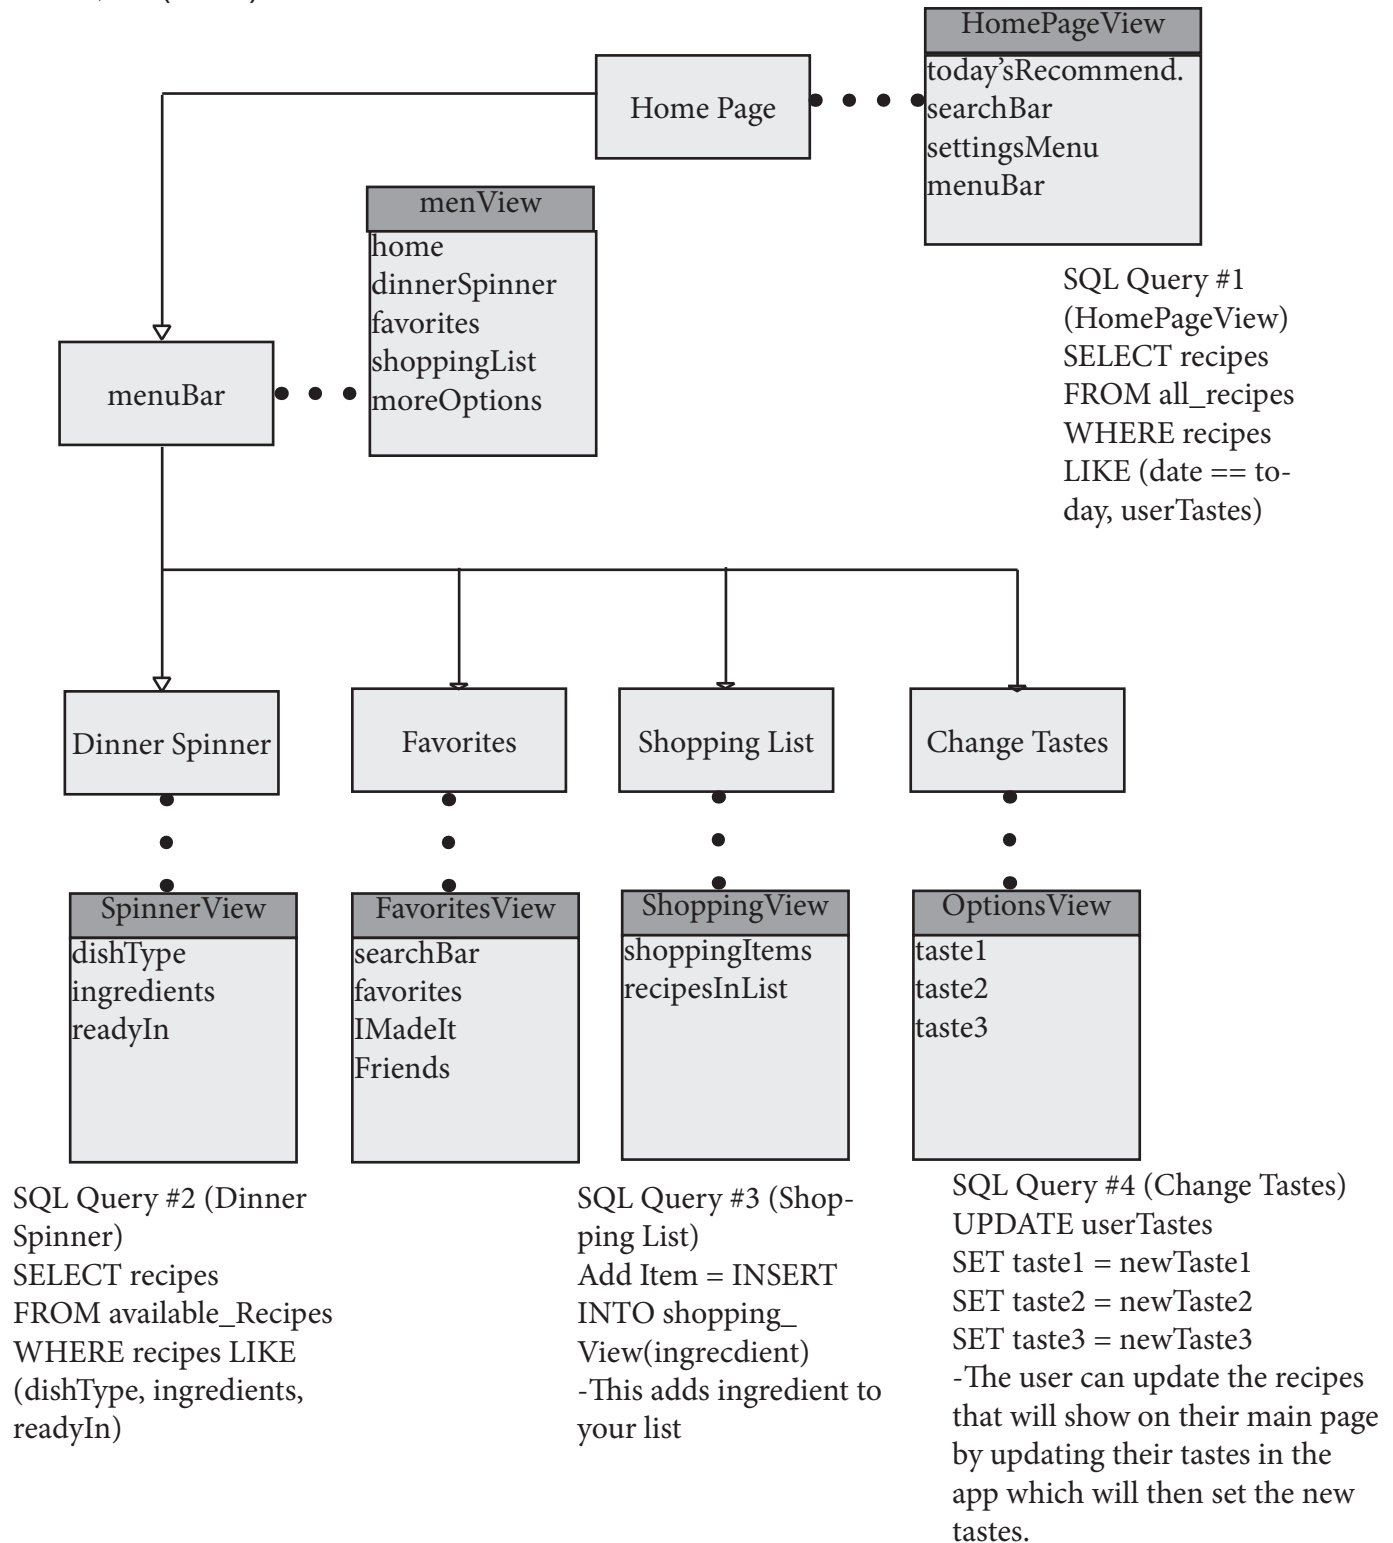 HomePageView
today'sRecommend.
searchBar
settingsMenu
menuBar
Home Page
menView
home
dinnerSpinner
favorites
shoppingList
moreOptions
menuBar
SQL Query #1
(HomePageView)
SELECT recipes
FROM all_recipes
WHERE recipes
LIKE (date == to-
day, userTastes)
Dinner Spinner
Favorites
Shopping List
Change Tastes
SpinnerView
dishType
ingredients
readyIn
FavoritesView
searchBar
favorites
IMadeIt
Friends
ShoppingView
shoppingItems
recipesInList
OptionsView
taste1
taste2
taste3
SQL Query #2 (Dinner
Spinner)
SELECT recipes
FROM available_Recipes
WHERE recipes LIKE
(dishType, ingredients,
readyIn)
SQL Query #3 (Shop-
ping List)
Add Item = INSERT
INTO shopping_
View(ingrecdient)
-This adds ingredient to
your list
SQL Query #4 (Change Tastes)
UPDATE userTastes
SET taste1 = newTaste1
SET taste2 = newTaste2
SET taste3 = newTaste3
-The user can update the recipes
that will show on their main page
by updating their tastes in the
app which will then set the new
tastes.